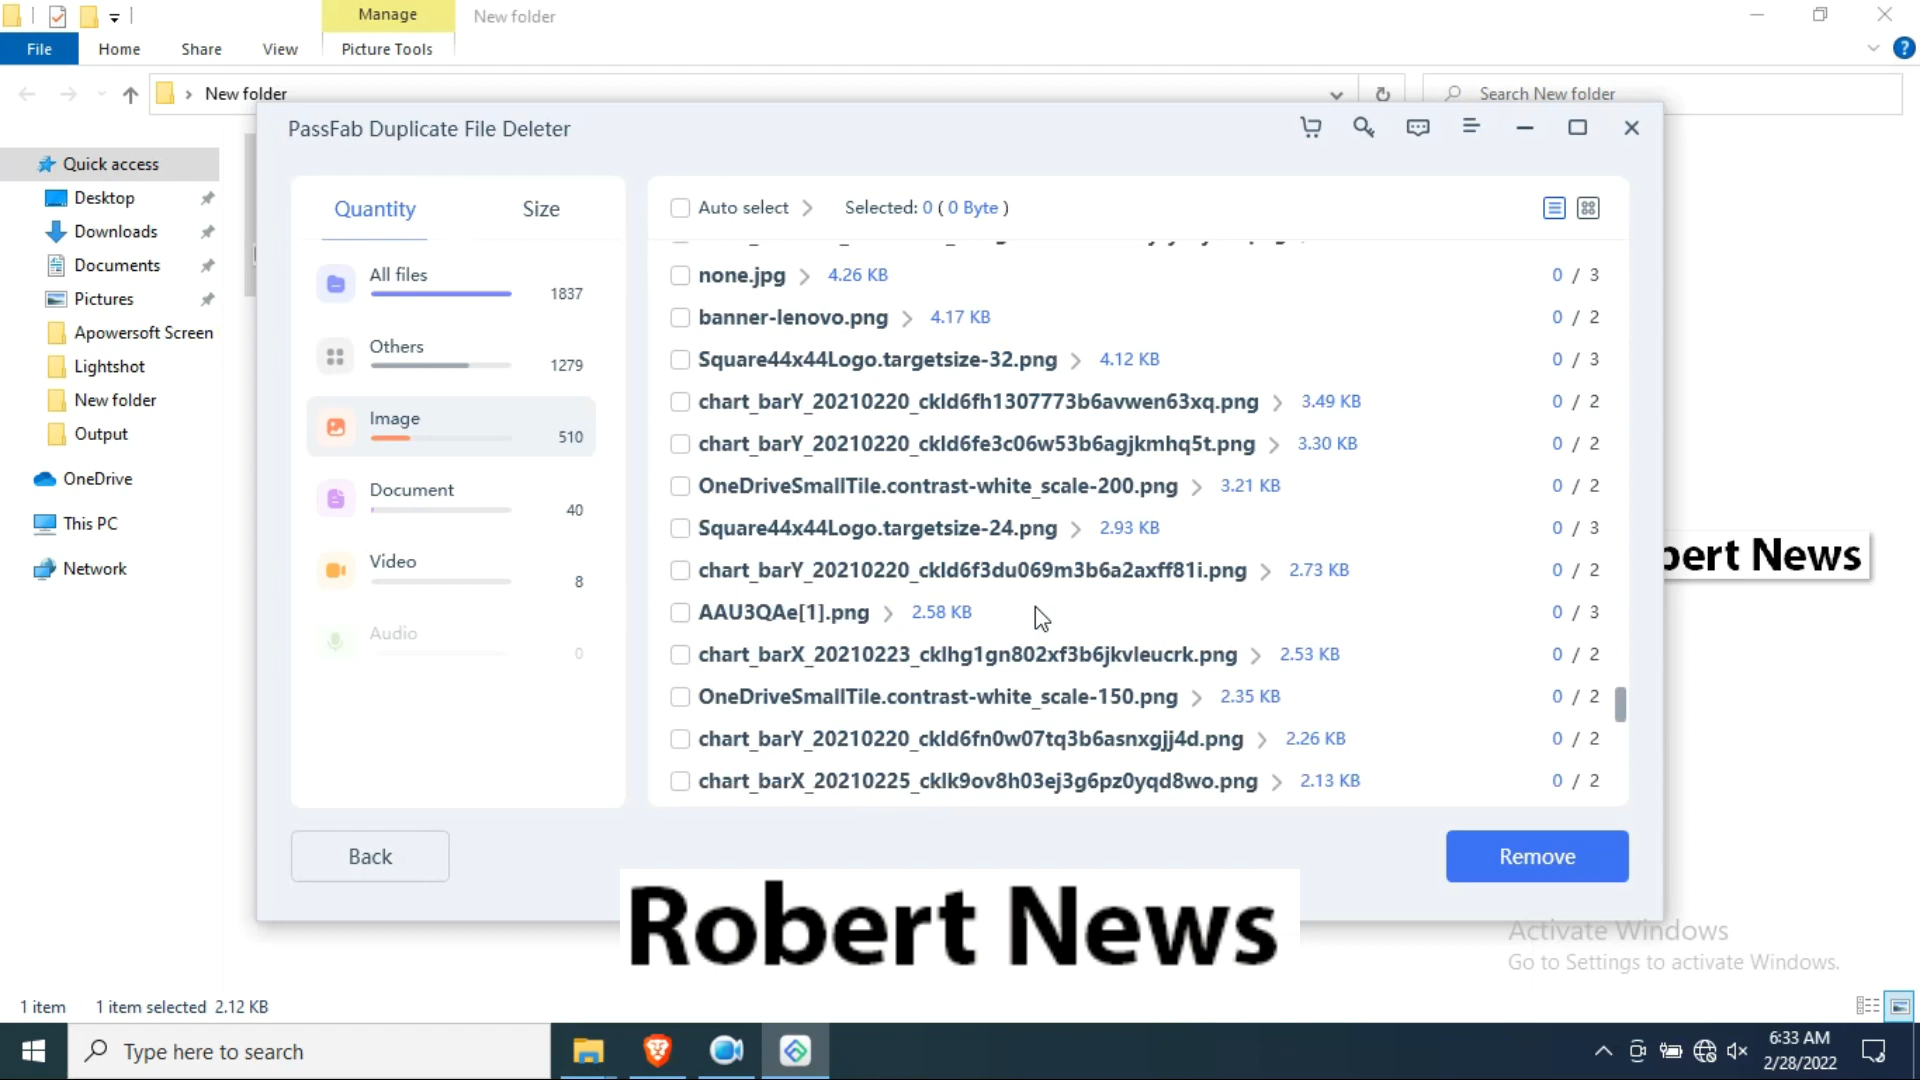 Manage
New folder
File
Home
Share
View
Picture Tools
New folder
Search New folder
PassFab Duplicate File Deleter
Quick access
Desktop
Downloads
Documents
Pictures
Apowersoft Screen
Lightshot
New folder
Output
OneDrive
This PC
Network
Quantity
Size
All files
1837
Others
1279
Image
510
Document
40
Video
8
Audio
0
Auto select
Selected: 0 ( 0 Byte )
none.jpg 4.26 KB 0 / 3
banner-lenovo.png 4.17 KB 0 / 2
Square44x44Logo.targetsize-32.png 4.12 KB 0 / 3
chart_barY_20210220_ckld6fh1307773b6avwen63xq.png 3.49 KB 0 / 2
chart_barY_20210220_ckld6fe3c06w53b6agjkmhq5t.png 3.30 KB 0 / 2
OneDriveSmallTile.contrast-white_scale-200.png 3.21 KB 0 / 2
Square44x44Logo.targetsize-24.png 2.93 KB 0 / 3
chart_barY_20210220_ckld6f3du069m3b6a2axff81i.png 2.73 KB 0 / 2
AAU3QAe[1].png 2.58 KB 0 / 3
chart_barX_20210223_cklhg1gn802xf3b6jkvleucrk.png 2.53 KB 0 / 2
OneDriveSmallTile.contrast-white_scale-150.png 2.35 KB 0 / 2
chart_barY_20210220_ckld6fn0w07tq3b6asnxgjj4d.png 2.26 KB 0 / 2
chart_barX_20210225_cklk9ov8h03ej3g6pz0yqd8wo.png 2.13 KB 0 / 2
bert News
Back
Remove
Robert News
Activate Windows
Go to Settings to activate Windows.
1 item
1 item selected 2.12 KB
Type here to search
6:33 AM
2/28/2022